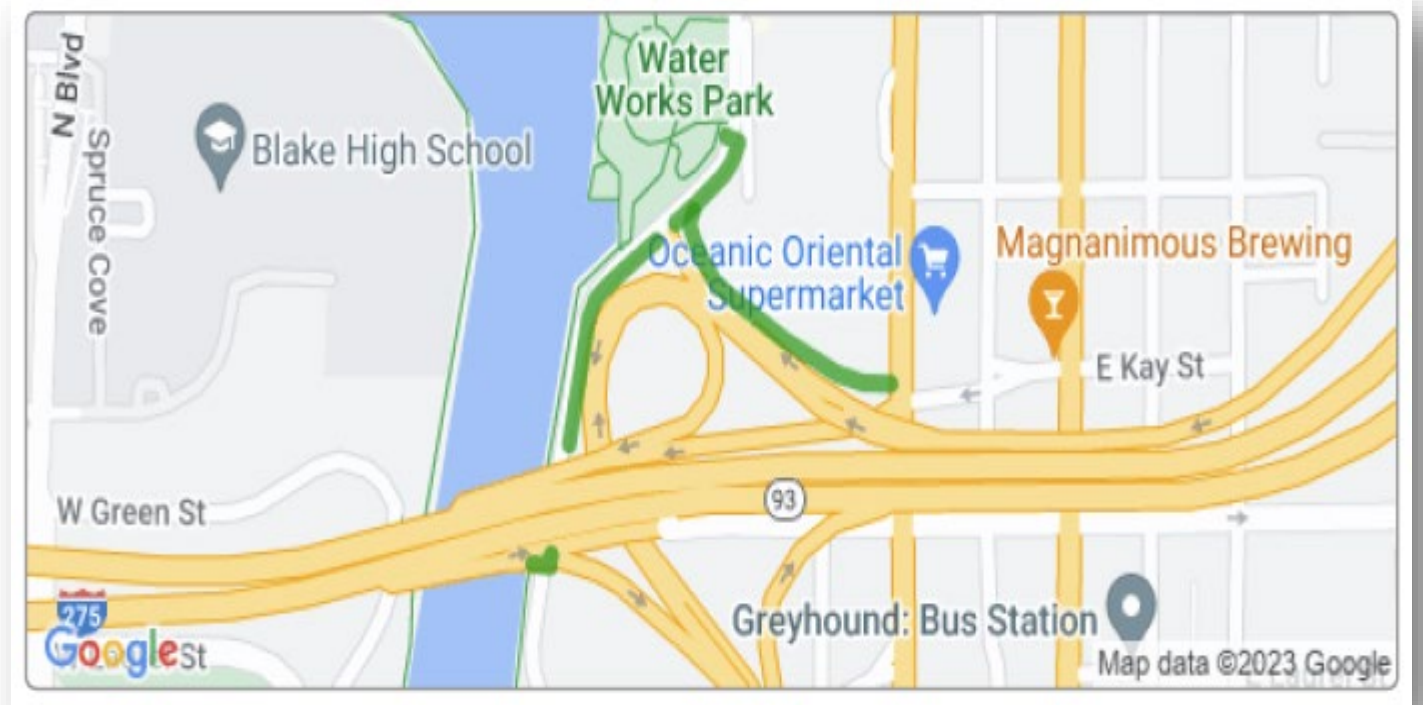 N Blvd
Spruce Cove
Blake High School
Water
Works Park
Oceanic Oriental
Supermarket
Magnanimous Brewing
E Kay St
W Green St
93
275
Greyhound: Bus Station
Google
St
Map data ©2023 Google